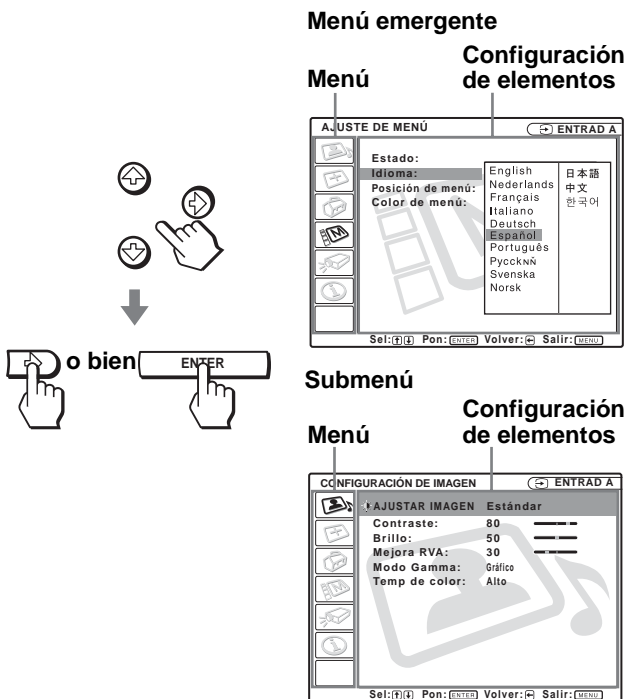 Menú emergente
Menú
Configuración
de elementos
AJUSTE DE MENÚ
ENTRAD A
Estado:
Idioma:
Posición de menú:
Color de menú:
English
Nederlands
Français
Italiano
Deutsch
Español
Português
Русскnй
Svenska
Norsk
日本語
中文
한국어
Sel: Pon: ENTER Volver: Salir: MENU
o bien
ENTER
Submenú
Menú
Configuración
de elementos
CONFIGURACIÓN DE IMAGEN
ENTRAD A
AJUSTAR IMAGEN Estándar
Contraste: 80
Brillo: 50
Mejora RVA: 30
Modo Gamma: Gráfico
Temp de color: Alto
Sel: Pon: ENTER Volver: Salir: MENU